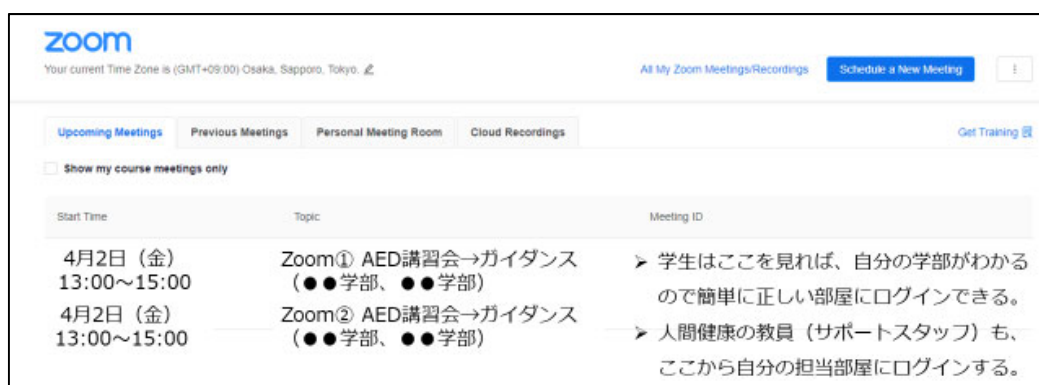 zoom
Your current Time Zone is (GMT+09:00) Osaka, Sapporo, Tokyo.
All My Zoom Meetings/Recordings
Schedule a New Meeting
Upcoming Meetings
Previous Meetings
Personal Meeting Room
Cloud Recordings
Get Training
Show my course meetings only
Start Time
Topic
Meeting ID
4月2日（金）
13:00～15:00
Zoom① AED講習会→ガイダンス
（●●学部、●●学部）
4月2日（金）
13:00～15:00
Zoom② AED講習会→ガイダンス
（●●学部、●●学部）
➢ 学生はここを見れば、自分の学部がわかる
ので簡単に正しい部屋にログインできる。
➢ 人間健康の教員（サポートスタッフ）も、
ここから自分の担当部屋にログインする。